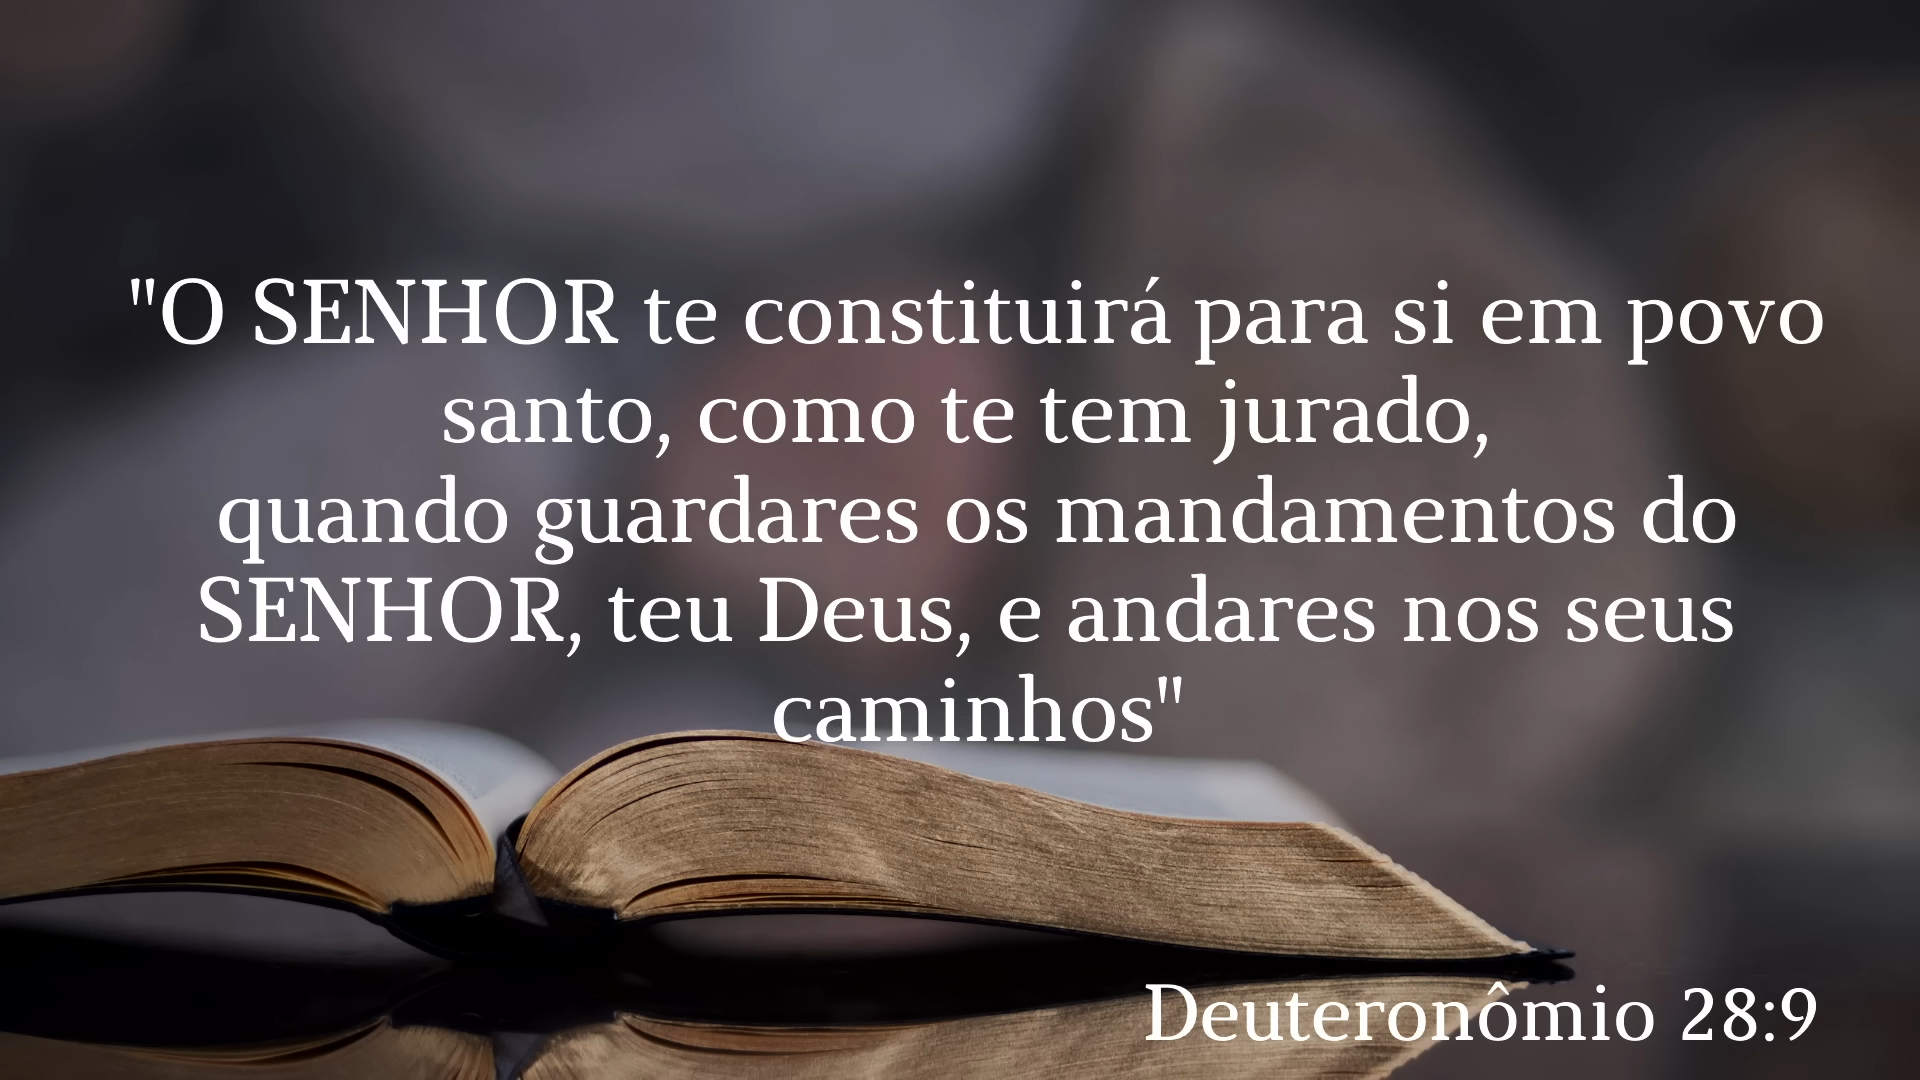 "O SENHOR te constituirá para si em povo
santo, como te tem jurado,
quando guardares os mandamentos do
SENHOR, teu Deus, e andares nos seus
caminhos"
Deuteronômio 28:9